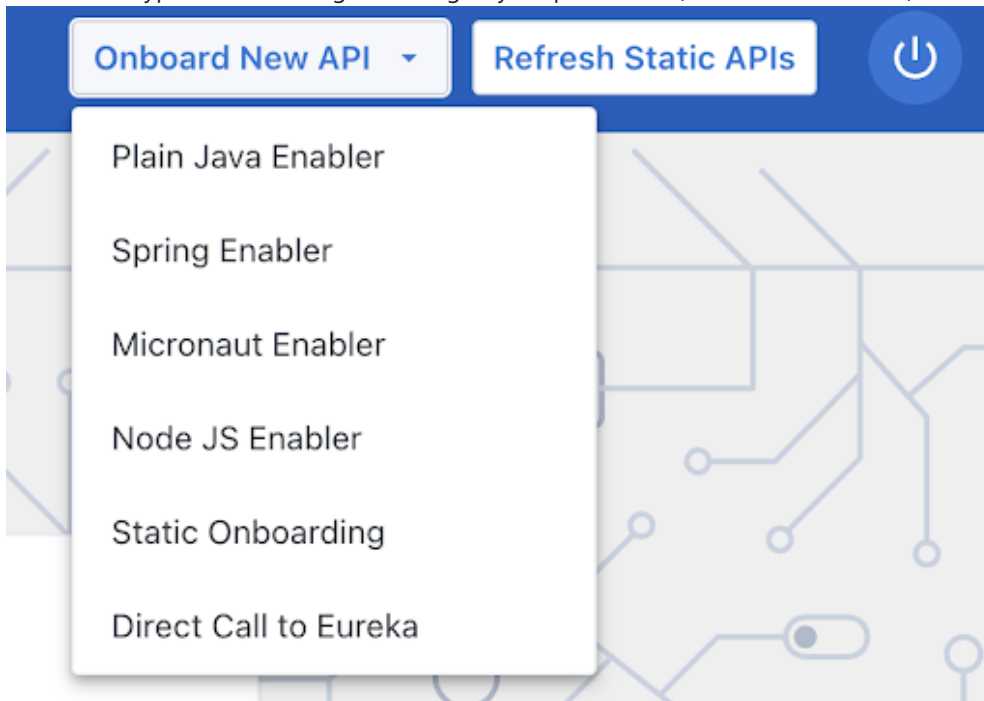 Onboard New API
Refresh Static APIs
Plain Java Enabler
Spring Enabler
Micronaut Enabler
Node JS Enabler
Static Onboarding
Direct Call to Eureka